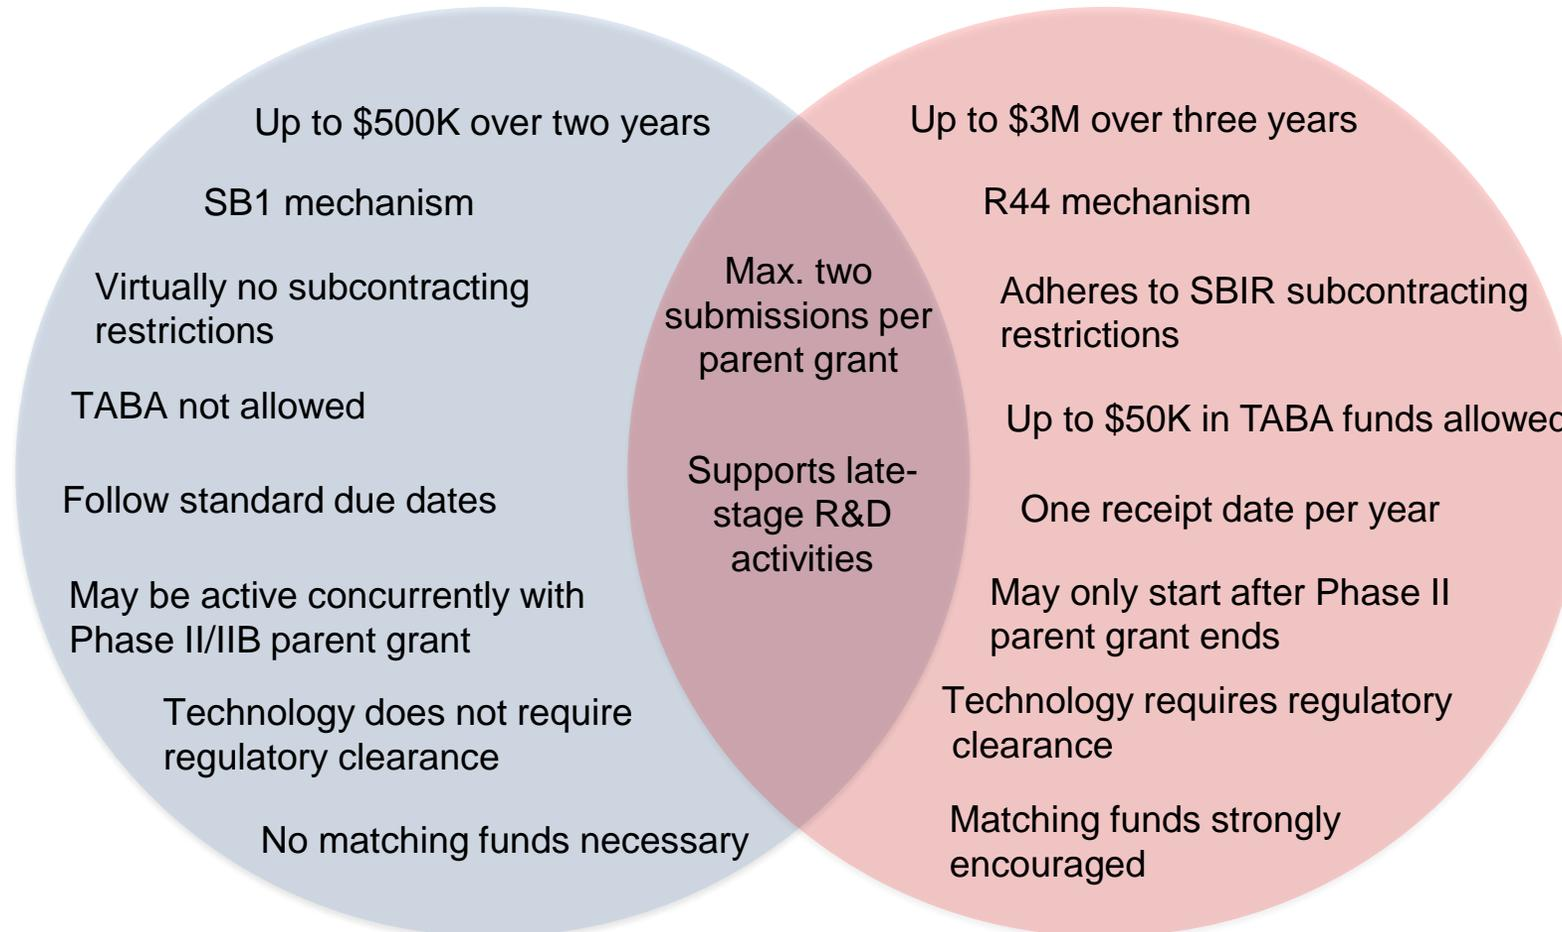 Up to $500K over two years
SB1 mechanism
Virtually no subcontracting
restrictions
TABA not allowed
Follow standard due dates
May be active concurrently with
Phase II/IIB parent grant
Technology does not require
regulatory clearance
No matching funds necessary
Max. two
submissions per
parent grant
Supports late-
stage R&D
activities
Up to $3M over three years
R44 mechanism
Adheres to SBIR subcontracting
restrictions
Up to $50K in TABA funds allowed
One receipt date per year
May only start after Phase II
parent grant ends
Technology requires regulatory
clearance
Matching funds strongly
encouraged